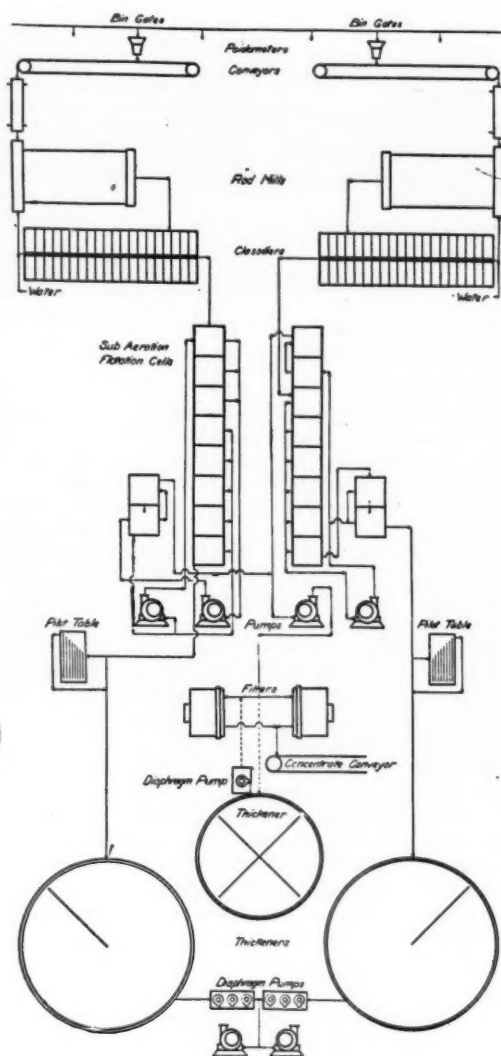 Bin Gates
Bin Gates
Poidometers
Conveyors
Rod Mills
Classifiers
Water
Water
Sub Aeration
Flotation Cells
Pumps
Pilot Table
Pilot Table
Filters
Concentrate Conveyor
Diaphragm Pump
Thickener
Thickeners
Diaphragm Pumps